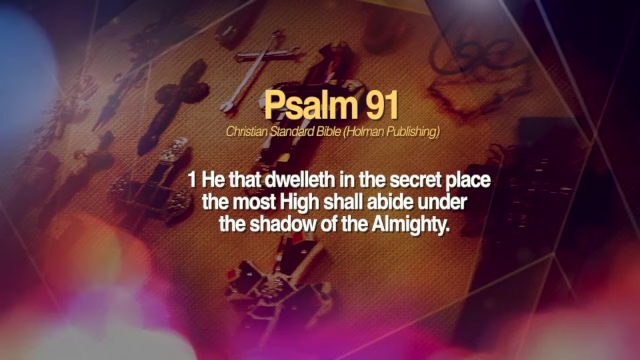 Psalm 91
Christian Standard Bible (Holman Publishing)
1 He that dwelleth in the secret place
the most High shall abide under
the shadow of the Almighty.